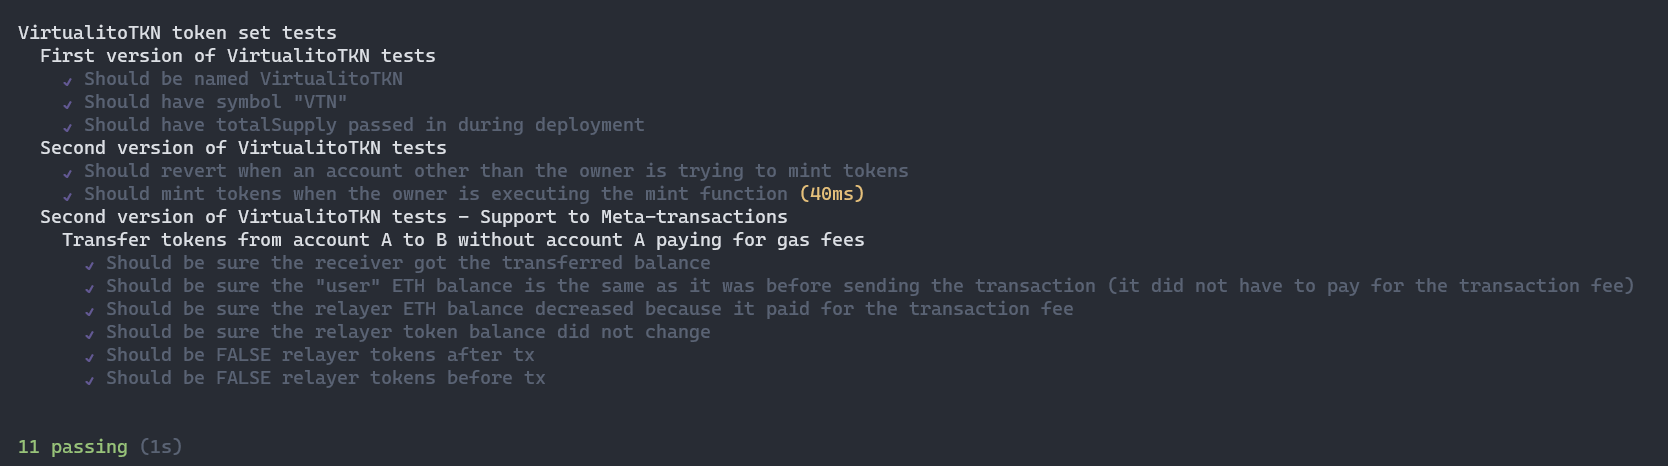 VirtualitoTKN token set tests
First version of VirtualitoTKN tests
✓ Should be named VirtualitoTKN
✓ Should have symbol "VTN"
✓ Should have totalSupply passed in during deployment
Second version of VirtualitoTKN tests
✓ Should revert when an account other than the owner is trying to mint tokens
✓ Should mint tokens when the owner is executing the mint function (40ms)
Second version of VirtualitoTKN tests - Support to Meta-transactions
Transfer tokens from account A to B without account A paying for gas fees
✓ Should be sure the receiver got the transferred balance
✓ Should be sure the "user" ETH balance is the same as it was before sending the transaction (it did not have to pay for the transaction fee)
✓ Should be sure the relayer ETH balance decreased because it paid for the transaction fee
✓ Should be sure the relayer token balance did not change
✓ Should be FALSE relayer tokens after tx
✓ Should be FALSE relayer tokens before tx
11 passing (1s)